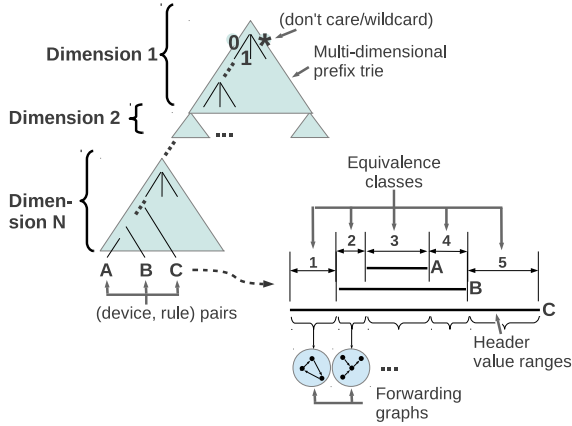 (don't care/wildcard)
0
*
1
Dimension 1
Multi-dimensional
prefix trie
Dimension 2
...
Dimen-
sion N
Equivalence
classes
2
3
4
1
5
A
B
C
A
B
C
(device, rule) pairs
Header
value ranges
...
Forwarding
graphs